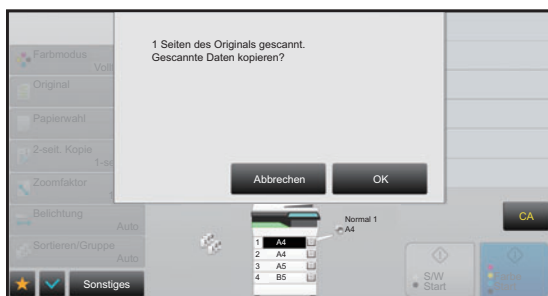 1 Seiten des Originals gescannt.
Gescannte Daten kopieren?
Abbrechen
OK
Farbmodus
Original
Papierwahl
2-seit. Kopie
1-se
Zoomfaktor
Belichtung
Auto
Sortieren/Gruppe
Auto
Sonstiges
1 A4
2 A4
3 A5
4 B5
Normal 1
A4
CA
S/W
Start